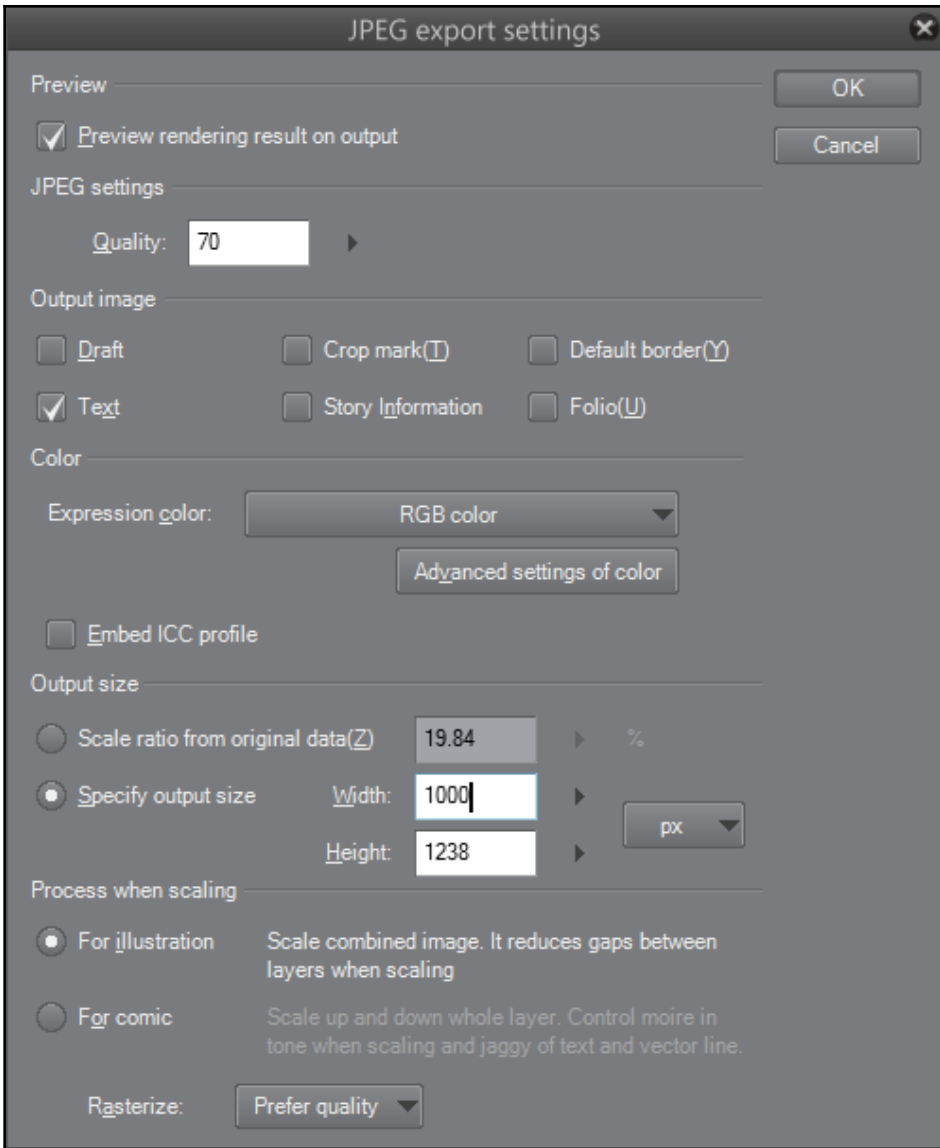 JPEG export settings
Preview
OK
Preview rendering result on output
Cancel
JPEG settings
Quality: 70
Output image
Draft Crop mark(T) Default border(Y)
Text Story Information Folio(U)
Color
Expression color: RGB color
Advanced settings of color
Embed ICC profile
Output size
Scale ratio from original data(Z) 19.84 %
Specify output size Width: 1000
px
Height: 1238
Process when scaling
For illustration Scale combined image. It reduces gaps between
layers when scaling
For comic Scale up and down whole layer. Control moire in
tone when scaling and jaggy of text and vector line.
Rasterize: Prefer quality